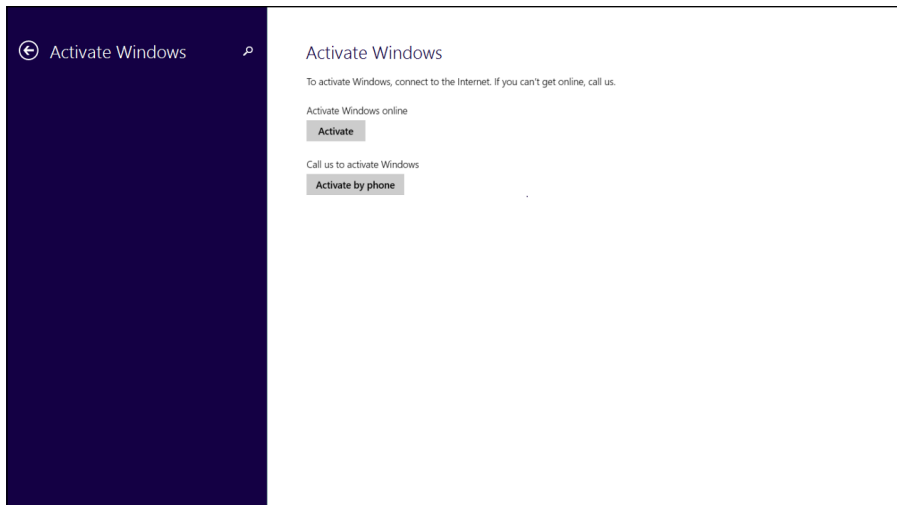 Activate Windows
Activate Windows
To activate Windows, connect to the Internet. If you can't get online, call us.
Activate Windows online
Activate
Call us to activate Windows
Activate by phone